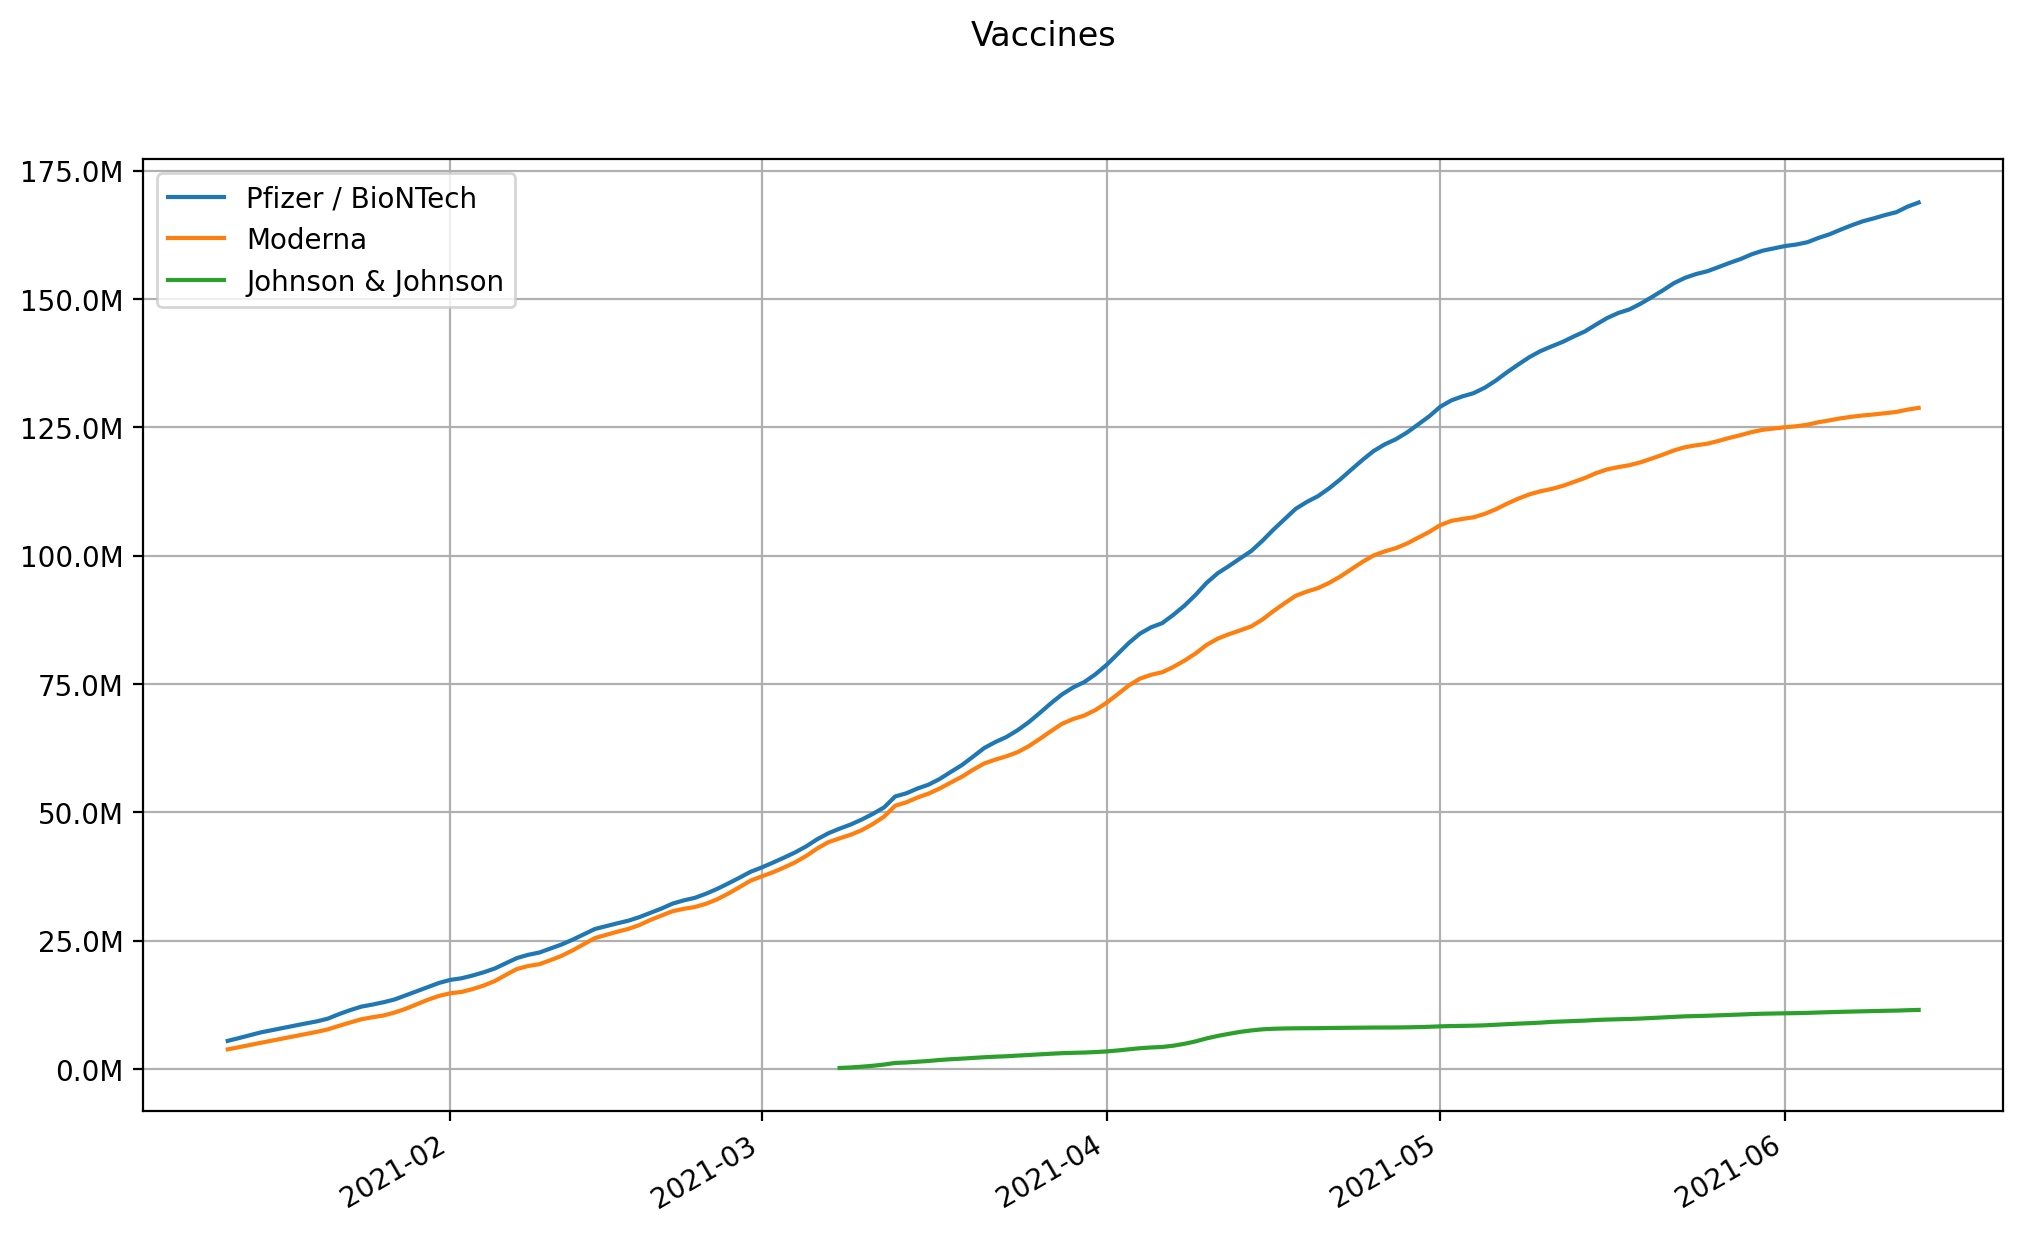 Vaccines
175.0M
150.0M
125.0M
100.0M
75.0M
50.0M
25.0M
0.0M
Pfizer / BioNTech
Moderna
Johnson & Johnson
2021-02
2021-03
2021-04
2021-05
2021-06